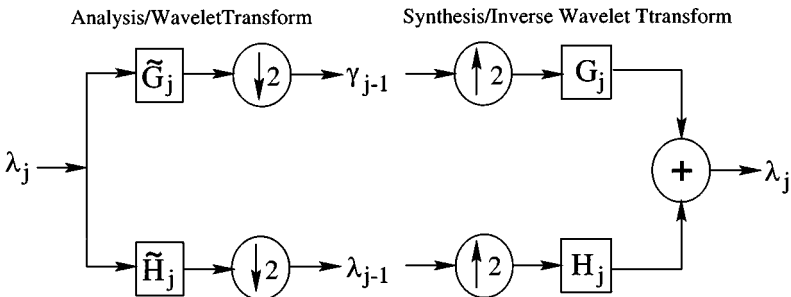 Analysis/WaveletTransform
Synthesis/Inverse Wavelet Ttransform
G̃j ↓2 γj-1 ↑2 Gj
λj + λj
H̃j ↓2 λj-1 ↑2 Hj